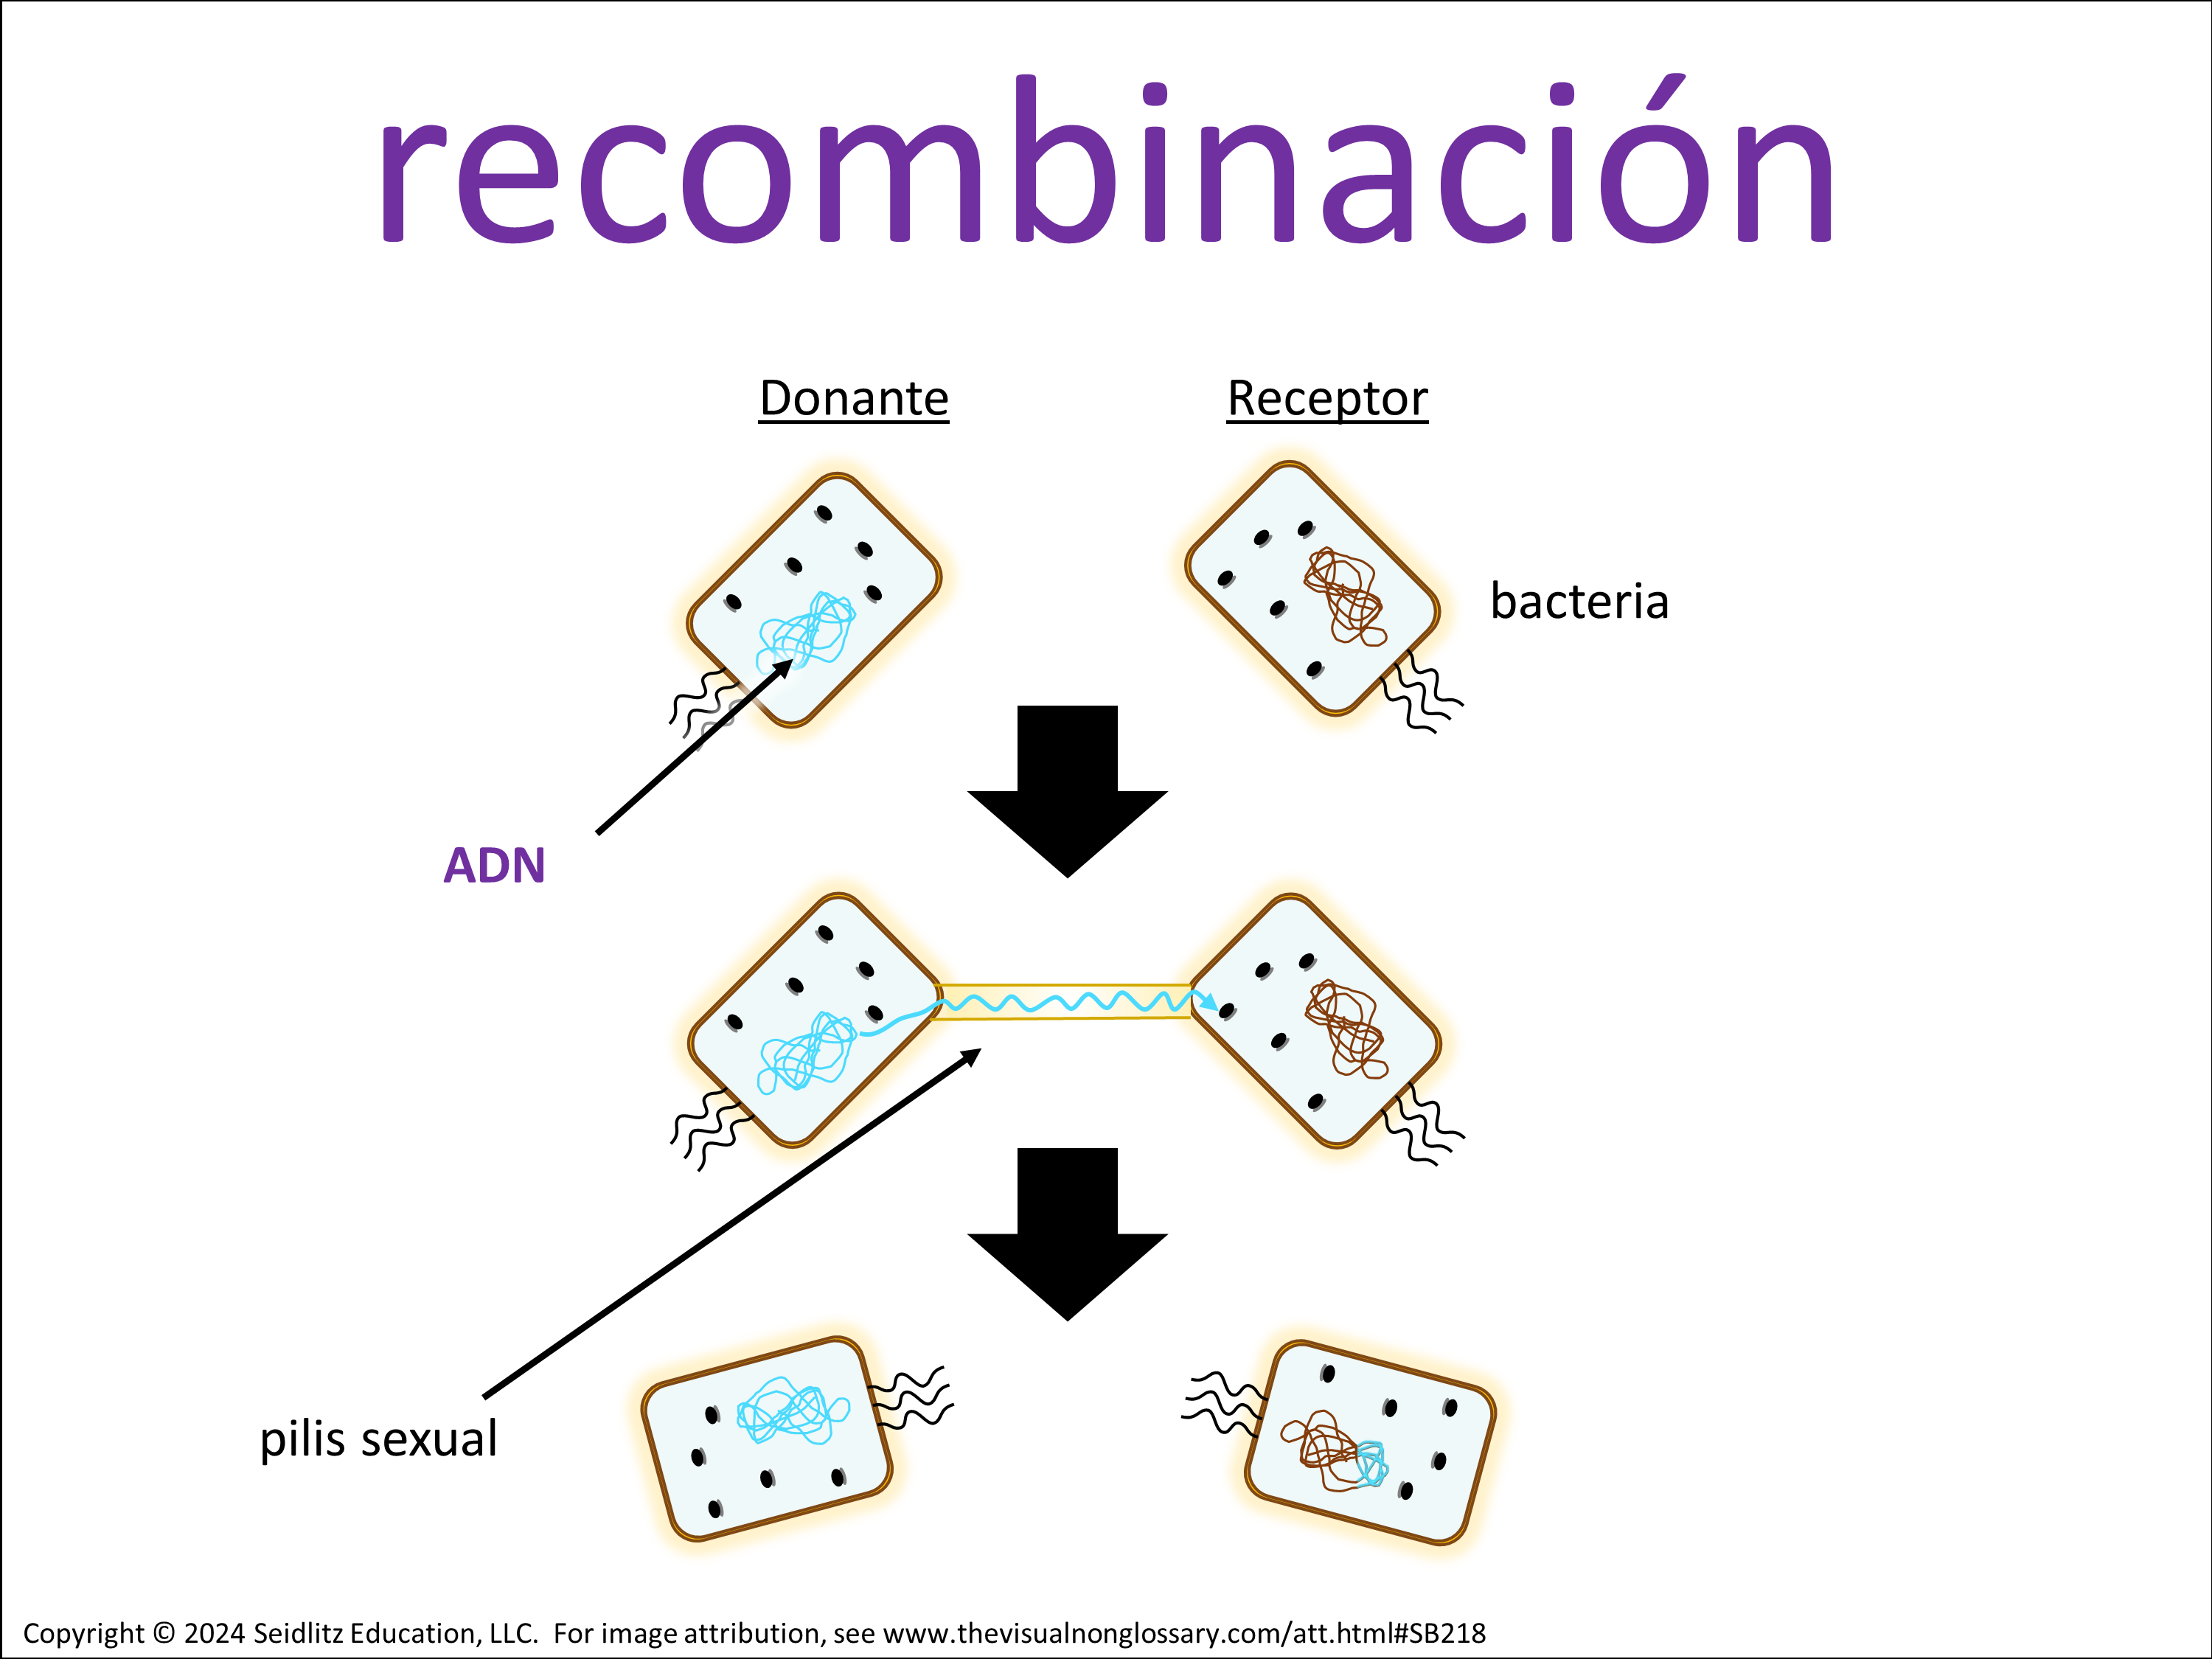 recombinación
Donante
Receptor
bacteria
ADN
pilis sexual
Copyright © 2024 Seidlitz Education, LLC.  For image attribution, see www.thevisualnonglossary.com/att.html#SB218